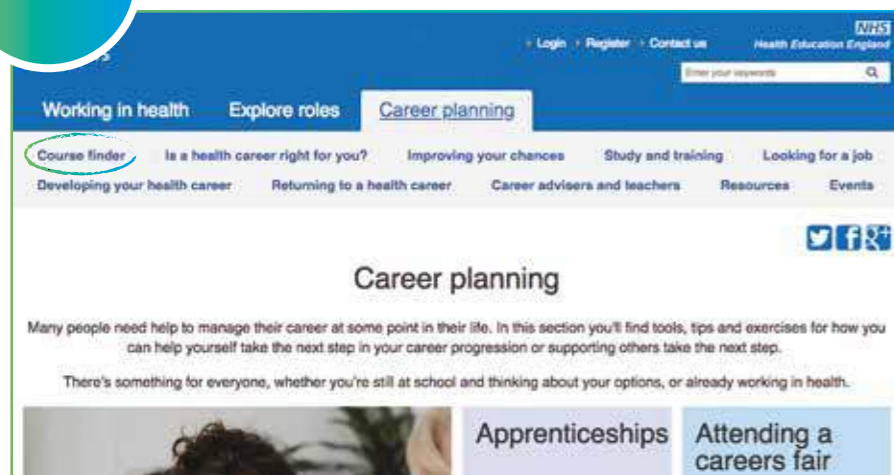 Login Register Contact us
NHS
Health Education England
Enter your keywords
Working in health Explore roles Career planning
Course finder Is a health career right for you? Improving your chances Study and training Looking for a job
Developing your health career Returning to a health career Career advisers and teachers Resources Events
Career planning
Many people need help to manage their career at some point in their life. In this section you'll find tools, tips and exercises for how you
can help yourself take the next step in your career progression or supporting others take the next step.
There's something for everyone, whether you're still at school and thinking about your options, or already working in health.
Apprenticeships
Attending a
careers fair